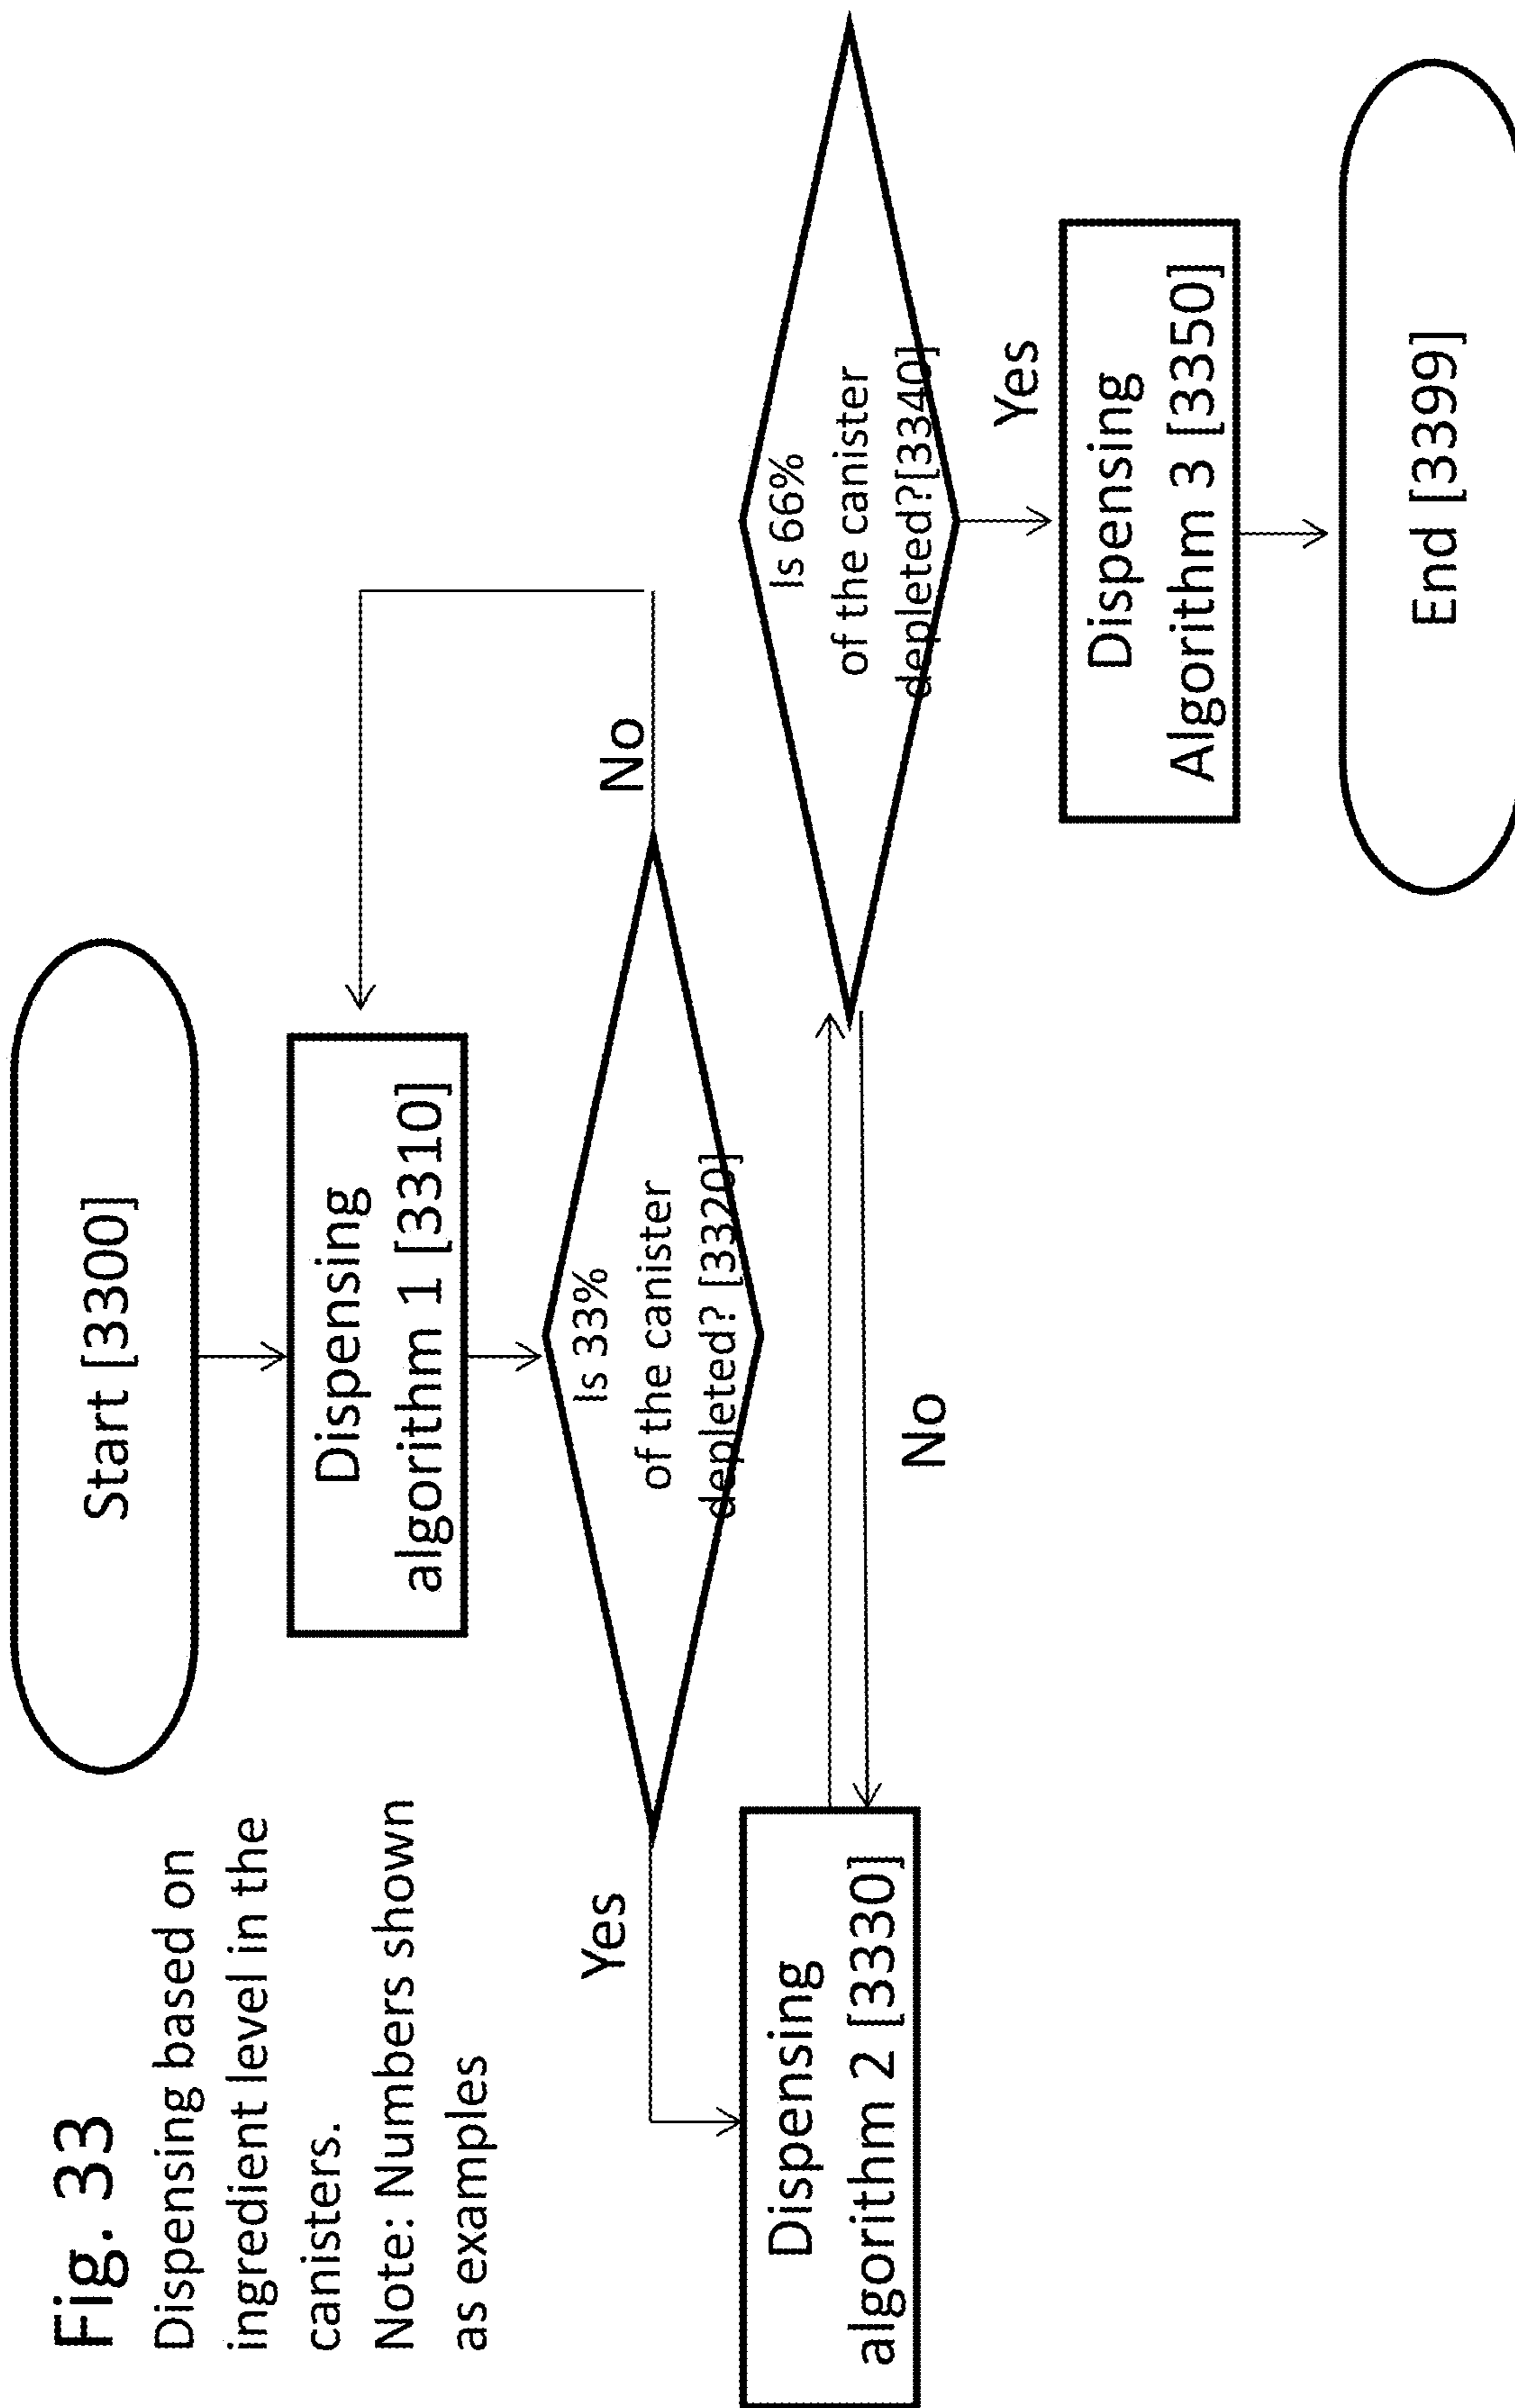 Fig. 33
Dispensing based on
ingredient level in the
canisters.
Note: Numbers shown
as examples
Start [3300]
Dispensing
algorithm 1 [3310]
Is 33%
of the canister
depleted? [3320]
No
Yes
Dispensing
algorithm 2 [3330]
No
Is 66%
of the canister
depleted?[3340]
Yes
Dispensing
Algorithm 3 [3350]
End [3399]